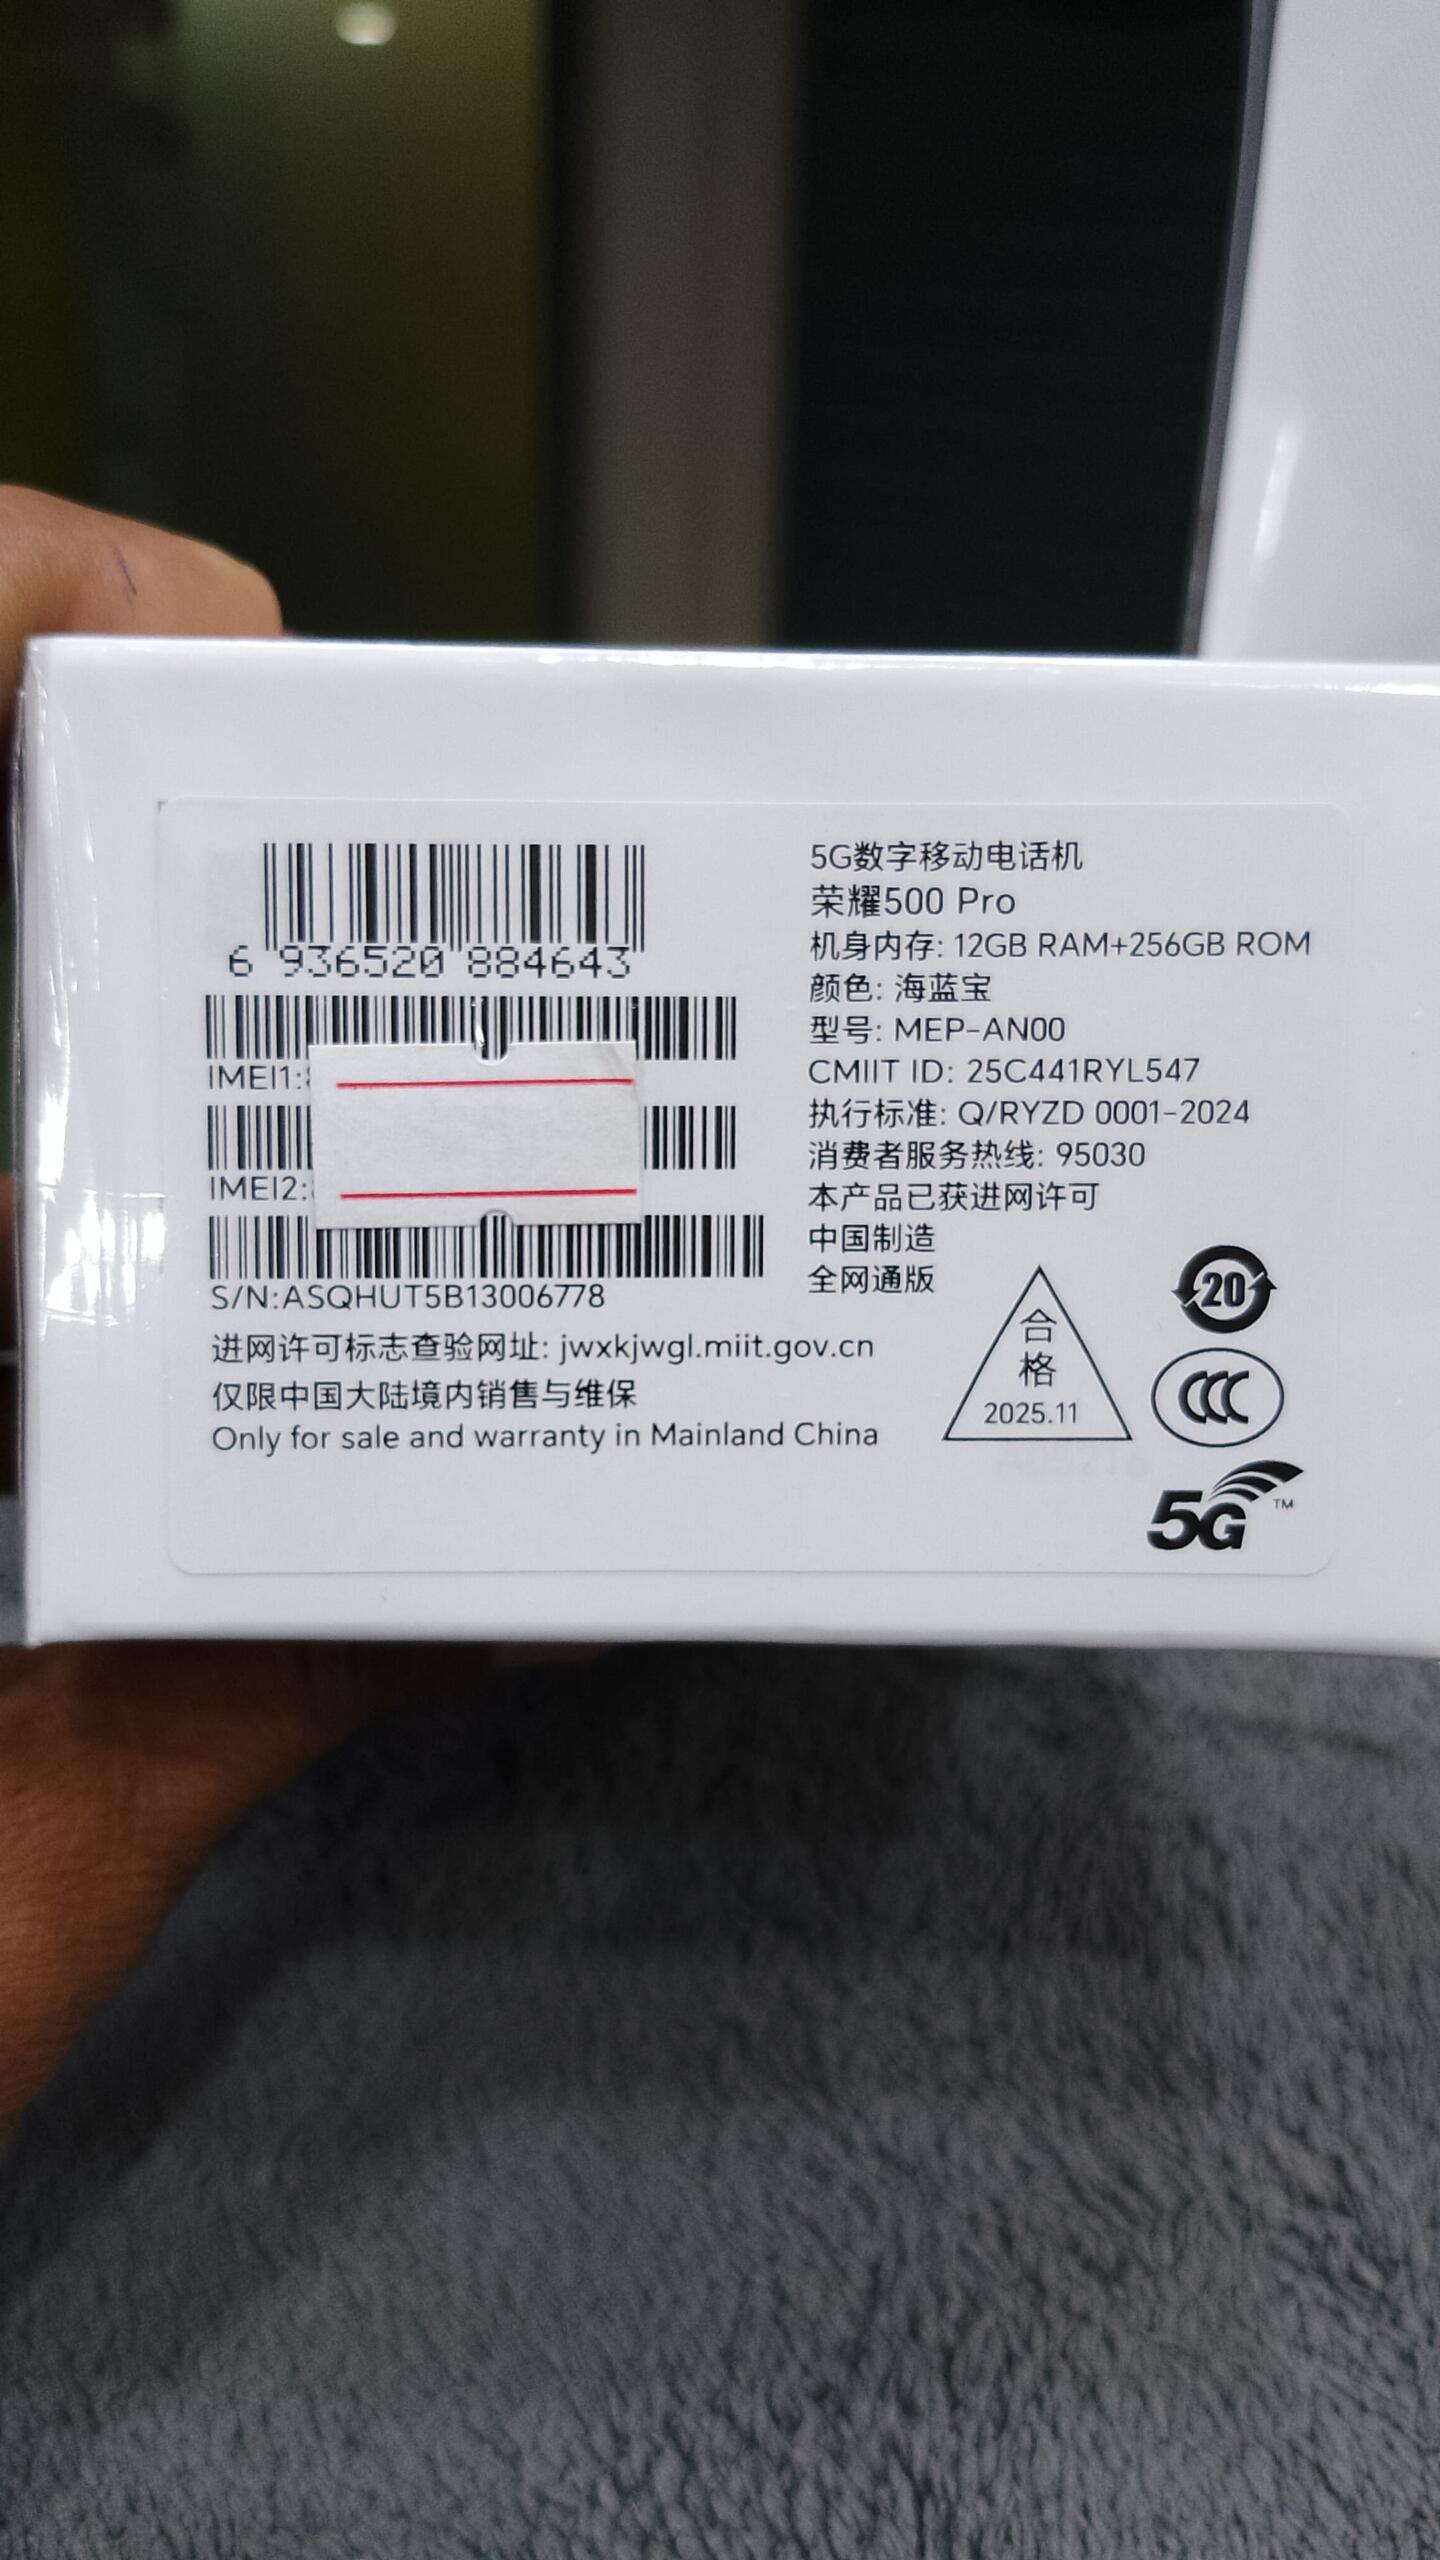 6 936520 884643
IMEI1:
IMEI2:
S/N:ASQHUT5B13006778
进网许可标志查验网址: jwxkjwgl.miit.gov.cn
仅限中国大陆境内销售与维保
Only for sale and warranty in Mainland China
5G数字移动电话机
荣耀500 Pro
机身内存: 12GB RAM+256GB ROM
颜色: 海蓝宝
型号: MEP-AN00
CMIIT ID: 25C441RYL547
执行标准: Q/RYZD 0001-2024
消费者服务热线: 95030
本产品已获进网许可
中国制造
全网通版
合
格
2025.11
20
CCC
5G™